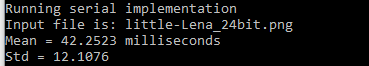 Running serial implementation
Input file is: little-Lena_24bit.png
Mean = 42.2523 milliseconds
Std = 12.1076